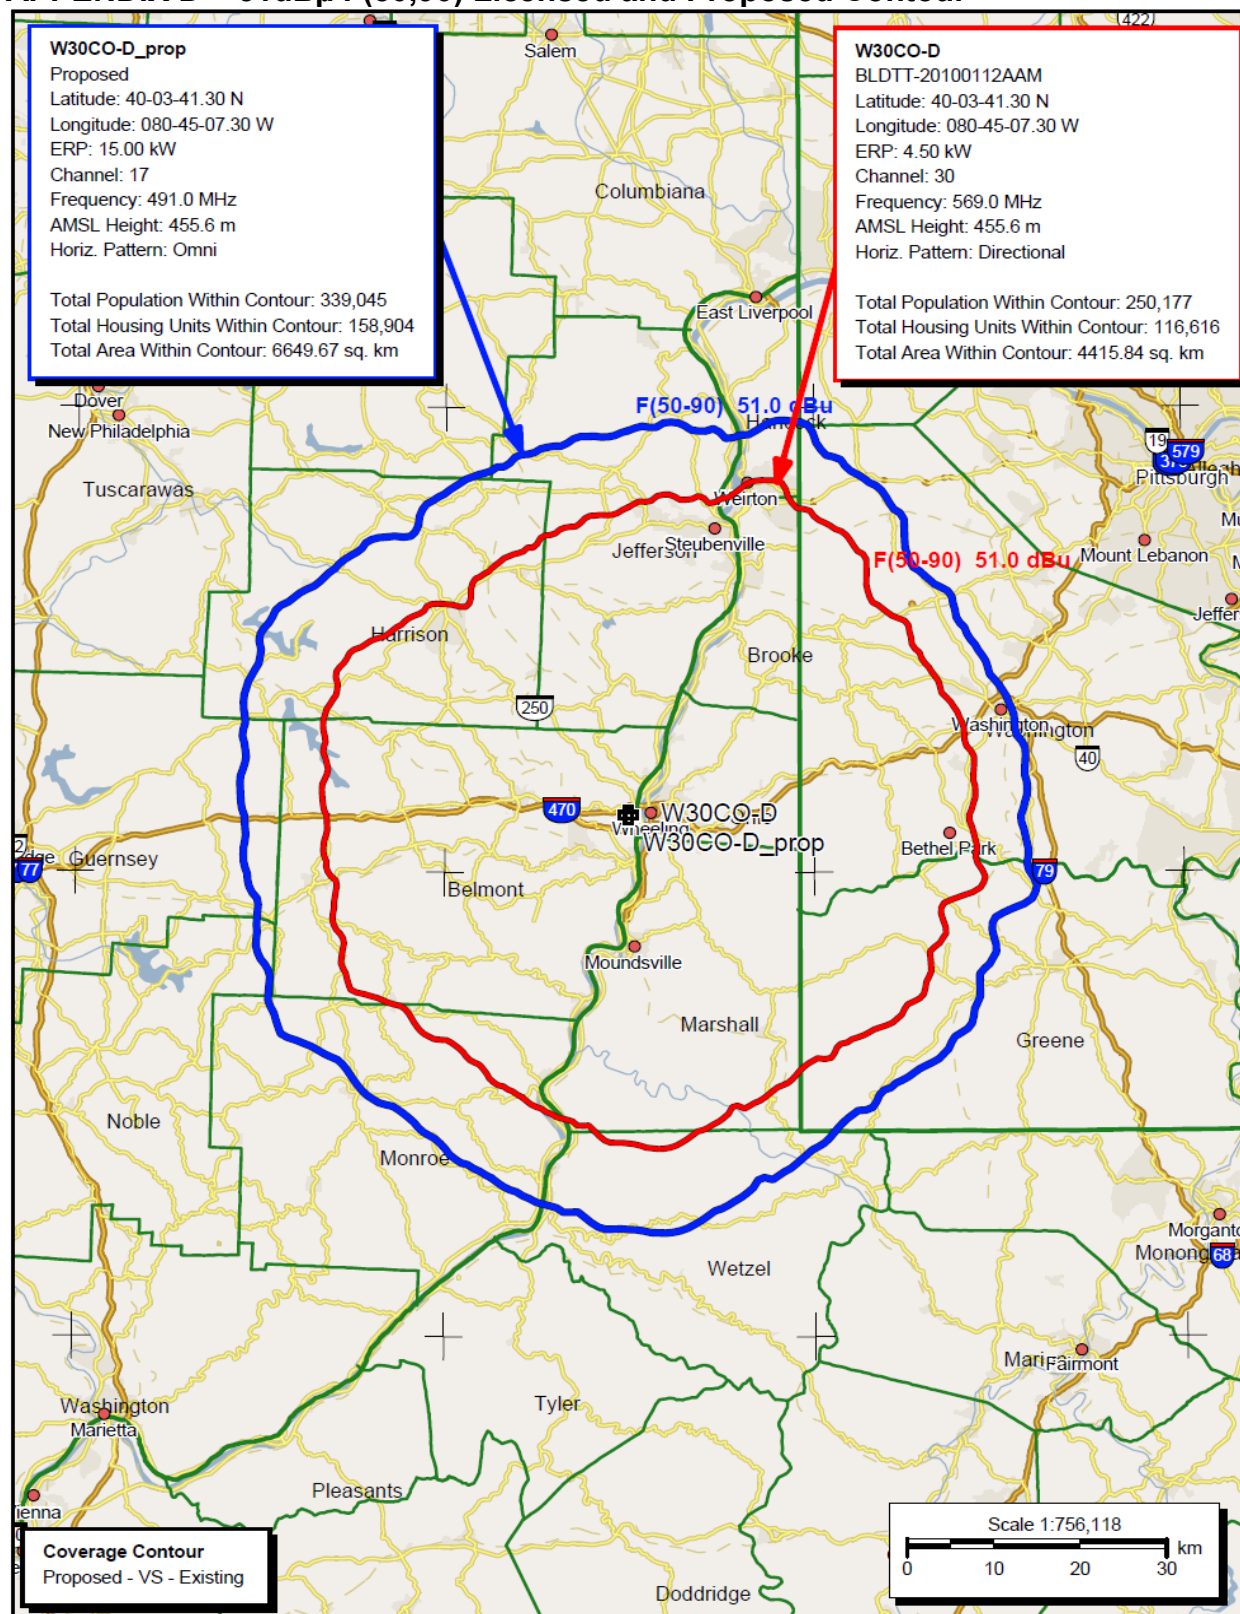 W30CO-D_prop
Proposed
Latitude: 40-03-41.30 N
Longitude: 080-45-07.30 W
ERP: 15.00 kW
Channel: 17
Frequency: 491.0 MHz
AMSL Height: 455.6 m
Horiz. Pattern: Omni
Total Population Within Contour: 339,045
Total Housing Units Within Contour: 158,904
Total Area Within Contour: 6649.67 sq. km
W30CO-D
BLDTT-20100112AAM
Latitude: 40-03-41.30 N
Longitude: 080-45-07.30 W
ERP: 4.50 kW
Channel: 30
Frequency: 569.0 MHz
AMSL Height: 455.6 m
Horiz. Pattern: Directional
Total Population Within Contour: 250,177
Total Housing Units Within Contour: 116,616
Total Area Within Contour: 4415.84 sq. km
422
Salem
Columbiana
East Liverpool
Dover
New Philadelphia
F(50-90) 51.0 dBu
Hancock
19
579
Pittsburgh
Tuscarawas
Weirton
Jefferson
Steubenville
F(50-90) 51.0 dBu
Mount Lebanon
Harrison
Brooke
250
Washington
Washington
40
470
W30CO-D
Wheeling
W30CO-D_prop
Bethel Park
Guernsey
77
79
Belmont
Moundsville
Marshall
Greene
Noble
Monroe
Wetzel
68
Fairmont
Tyler
Washington
Marietta
Pleasants
Doddridge
Coverage Contour
Proposed - VS - Existing
Scale 1:756,118
km
0 10 20 30